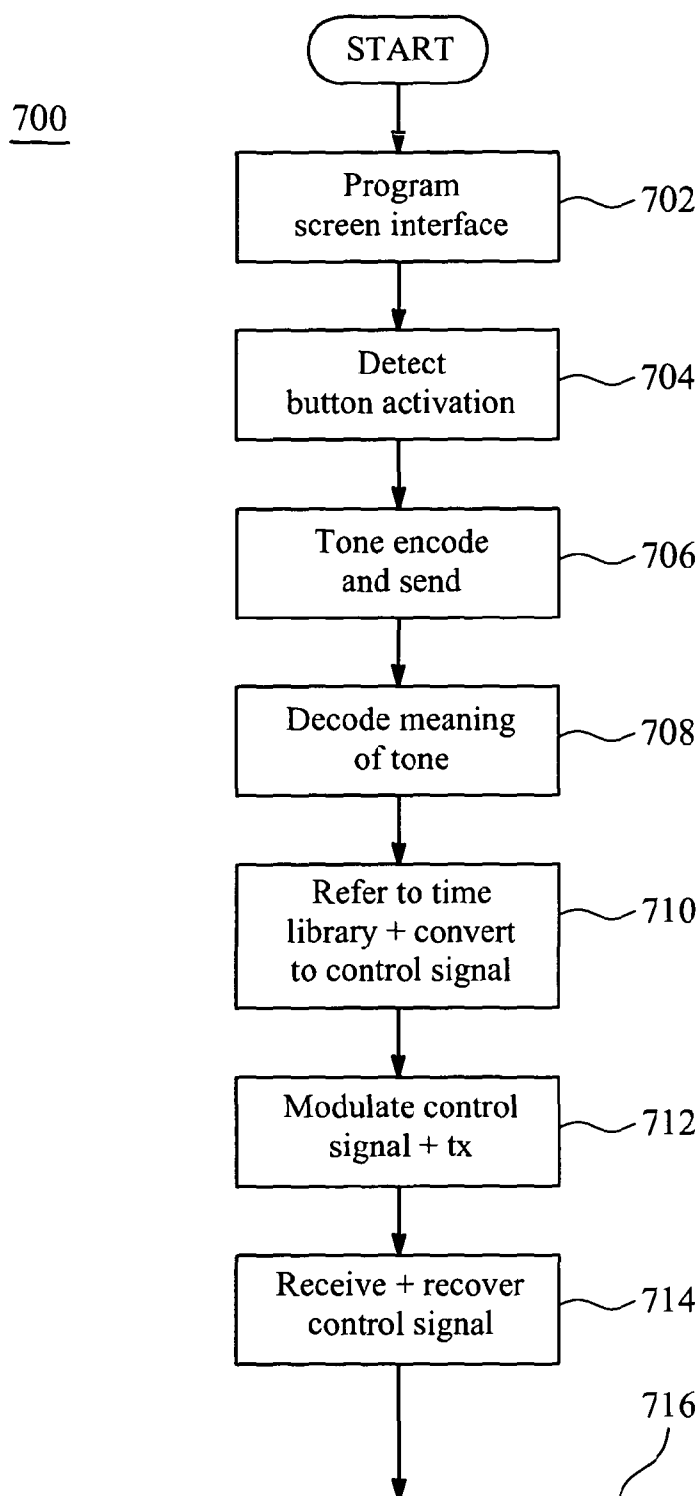 START
700
Program
screen interface
702
Detect
button activation
704
Tone encode
and send
706
Decode meaning
of tone
708
Refer to time
library + convert
to control signal
710
Modulate control
signal + tx
712
Receive + recover
control signal
714
716